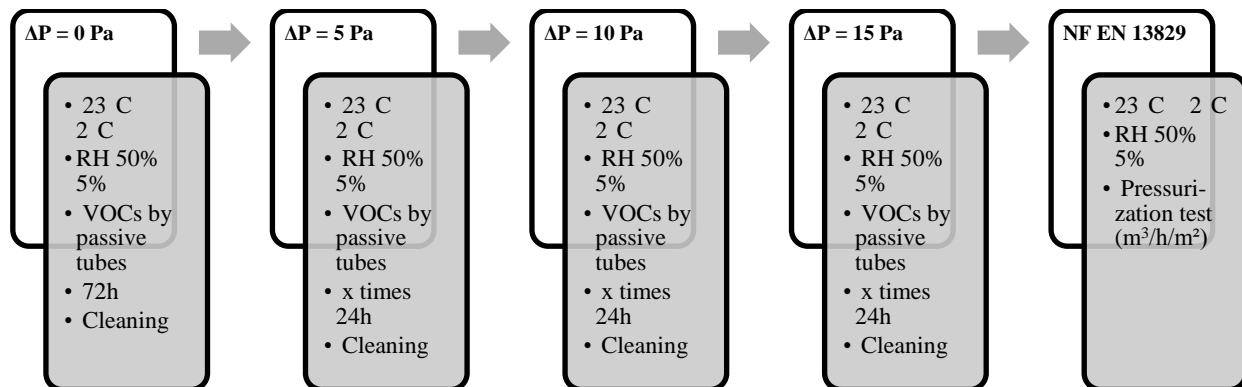 ΔP = 0 Pa
• 23 C
2 C
• RH 50%
5%
• VOCs by
passive
tubes
• 72h
• Cleaning
ΔP = 5 Pa
• 23 C
2 C
• RH 50%
5%
• VOCs by
passive
tubes
• x times
24h
• Cleaning
ΔP = 10 Pa
• 23 C
2 C
• RH 50%
5%
• VOCs by
passive
tubes
• x times
24h
• Cleaning
ΔP = 15 Pa
• 23 C
2 C
• RH 50%
5%
• VOCs by
passive
tubes
• x times
24h
• Cleaning
NF EN 13829
• 23 C 2 C
• RH 50%
5%
• Pressuri-
zation test
(m³/h/m²)